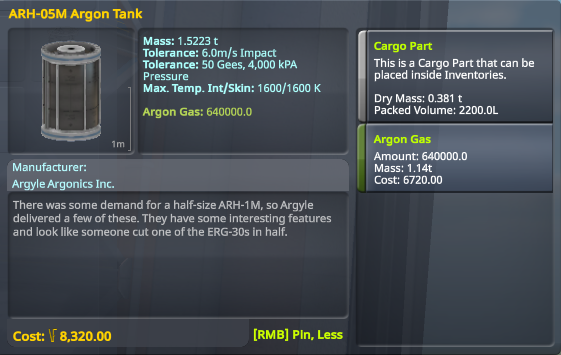 ARH-05M Argon Tank
Mass: 1.5223 t
Tolerance: 6.0m/s Impact
Tolerance: 50 Gees, 4,000 kPA
Pressure
Max. Temp. Int/Skin: 1600/1600 K
Argon Gas: 640000.0
1m
Manufacturer:
Argyle Argonics Inc.
There was some demand for a half-size ARH-1M, so Argyle
delivered a few of these. They have some interesting features
and look like someone cut one of the ERG-30s in half.
Cost: 8,320.00
[RMB] Pin, Less
Cargo Part
This is a Cargo Part that can be
placed inside Inventories.
Dry Mass: 0.381 t
Packed Volume: 2200.0L
Argon Gas
Amount: 640000.0
Mass: 1.14t
Cost: 6720.00